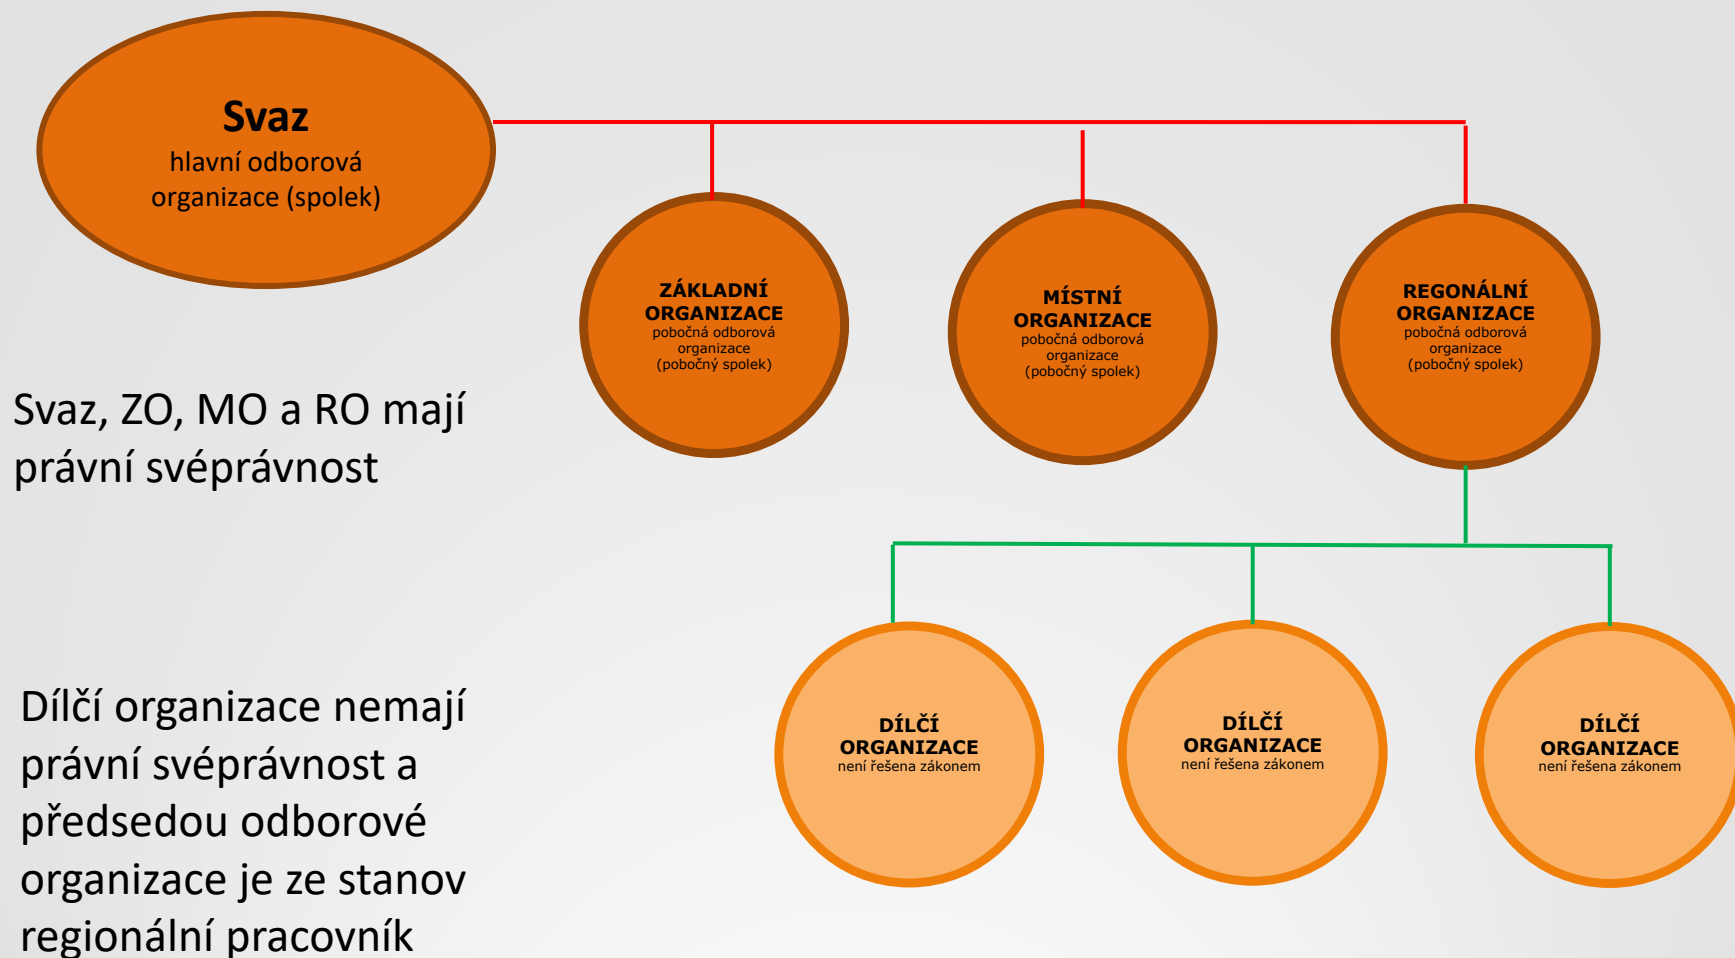 Svaz
hlavní odborová
organizace (spolek)
ZÁKLADNÍ
ORGANIZACE
pobočná odborová
organizace
(pobočný spolek)
MÍSTNÍ
ORGANIZACE
pobočná odborová
organizace
(pobočný spolek)
REGONÁLNÍ
ORGANIZACE
pobočná odborová
organizace
(pobočný spolek)
Svaz, ZO, MO a RO mají
právní svéprávnost
Dílčí organizace nemají
právní svéprávnost a
předsedou odborové
organizace je ze stanov
regionální pracovník
DÍLČÍ
ORGANIZACE
není řešena zákonem
DÍLČÍ
ORGANIZACE
není řešena zákonem
DÍLČÍ
ORGANIZACE
není řešena zákonem